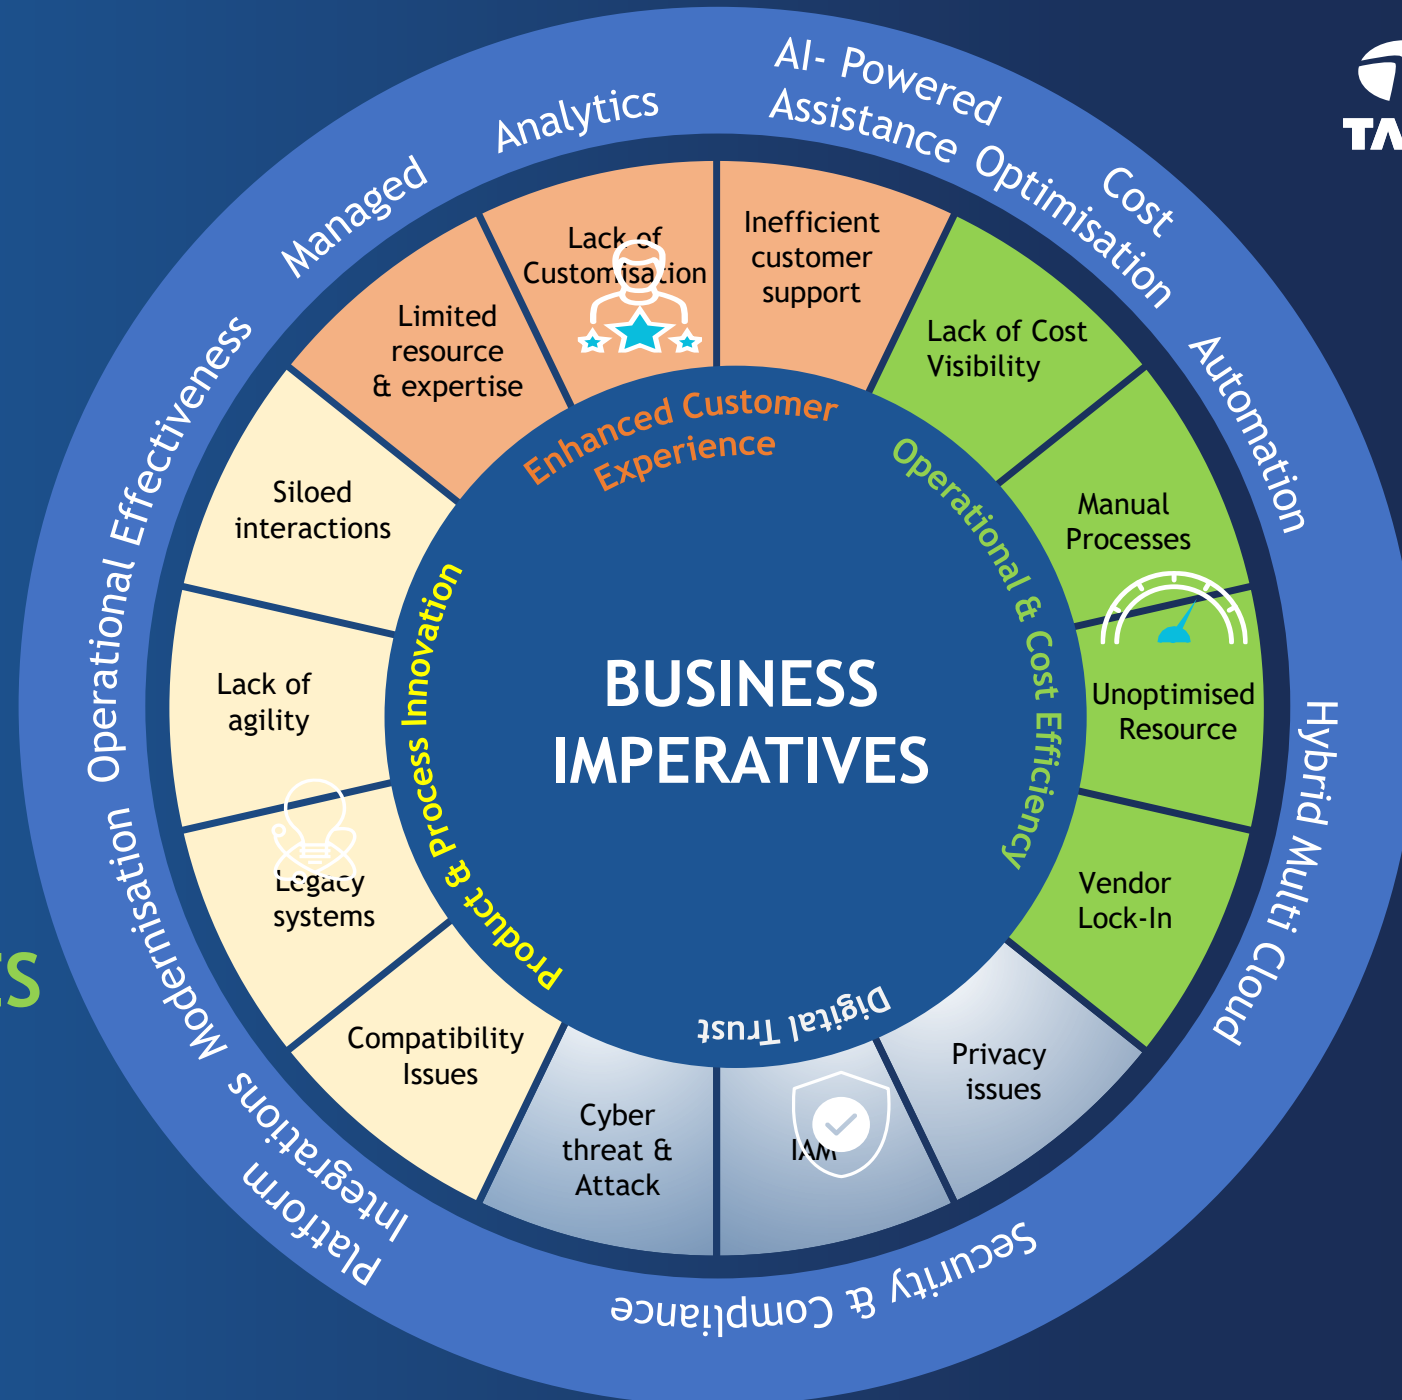 AI- Powered
Assistance
Cost
Optimisation
Automation
Hybrid Multi Cloud
Security & Compliance
Platform
Integrations
Modernisation
Operational Effectiveness
Managed
Analytics
Inefficient
customer
support
Lack of Cost
Visibility
Manual
Processes
Unoptimised
Resource
Vendor
Lock-In
Privacy
issues
IAM
Cyber
threat &
Attack
Compatibility
Issues
Legacy
systems
Lack of
agility
Siloed
interactions
Limited
resource
& expertise
Lack of
Customisation
Enhanced Customer
Experience
Operational & Cost Efficiency
Digital Trust
Product & Process Innovation
BUSINESS
IMPERATIVES